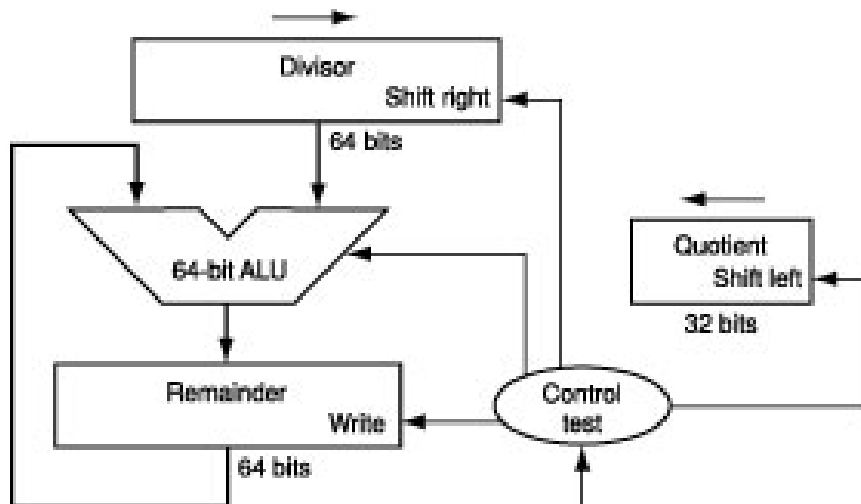 Divisor
Shift right
64 bits
64-bit ALU
Quotient
Shift left
32 bits
Remainder
Write
Control
test
64 bits